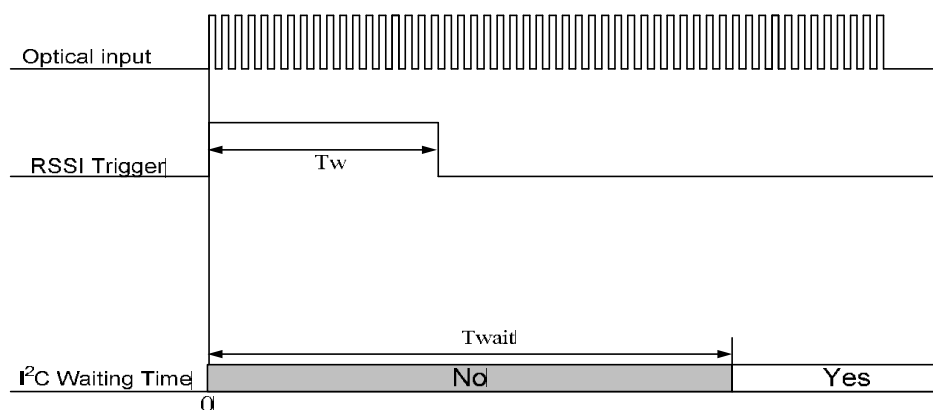 Optical input
RSSI Trigger
Tw
Twait
I²C Waiting Time
No
Yes
0